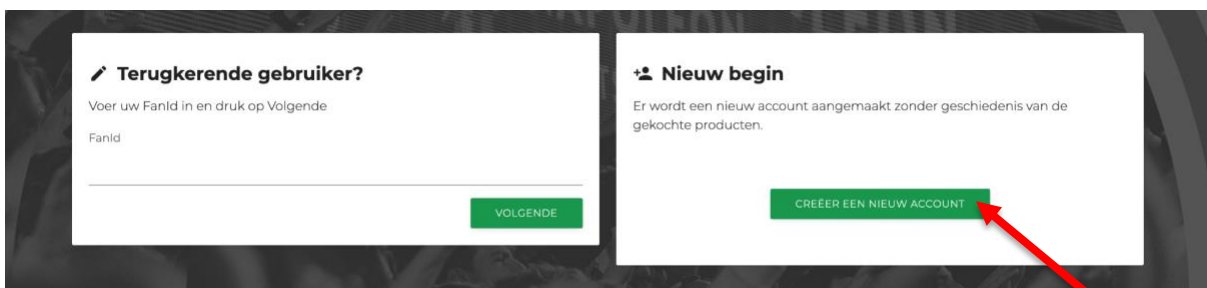 Terugkerende gebruiker?
Voer uw FanId in en druk op Volgende
FanId
VOLGENDE
Nieuw begin
Er wordt een nieuw account aangemaakt zonder geschiedenis van de
gekochte producten.
CREËER EEN NIEUW ACCOUNT